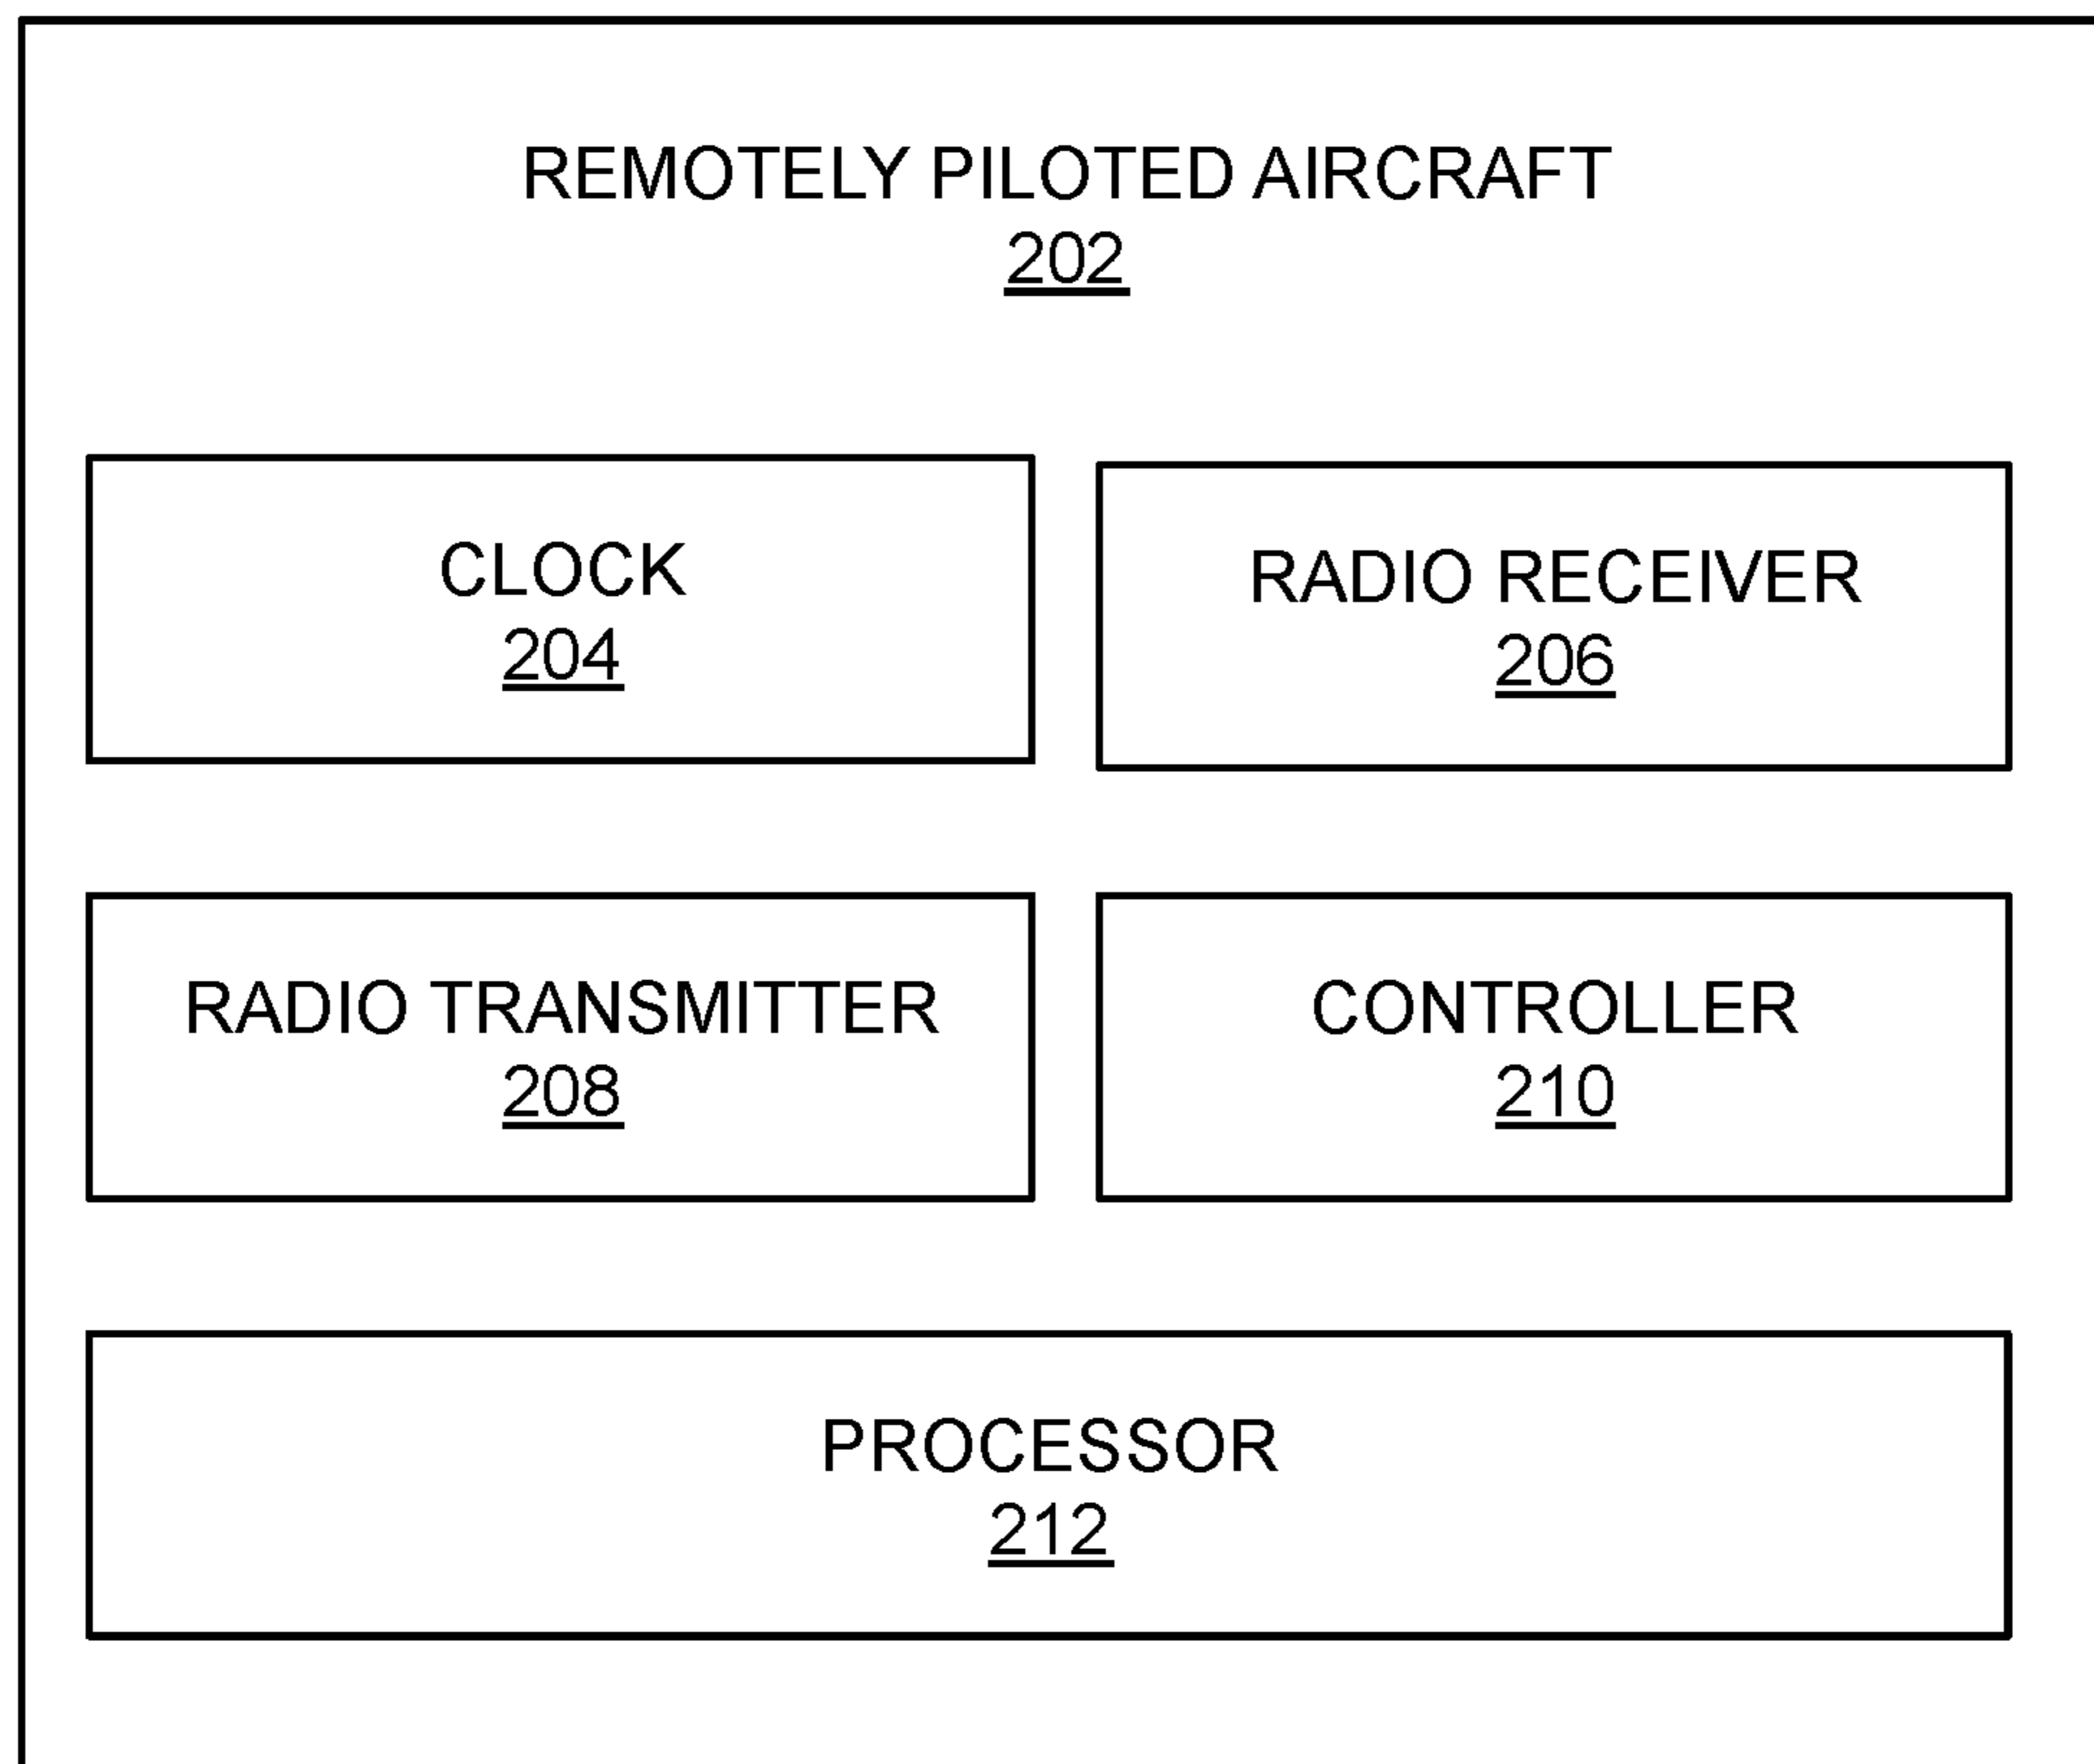 REMOTELY PILOTED AIRCRAFT
202
CLOCK
204
RADIO RECEIVER
206
RADIO TRANSMITTER
208
CONTROLLER
210
PROCESSOR
212